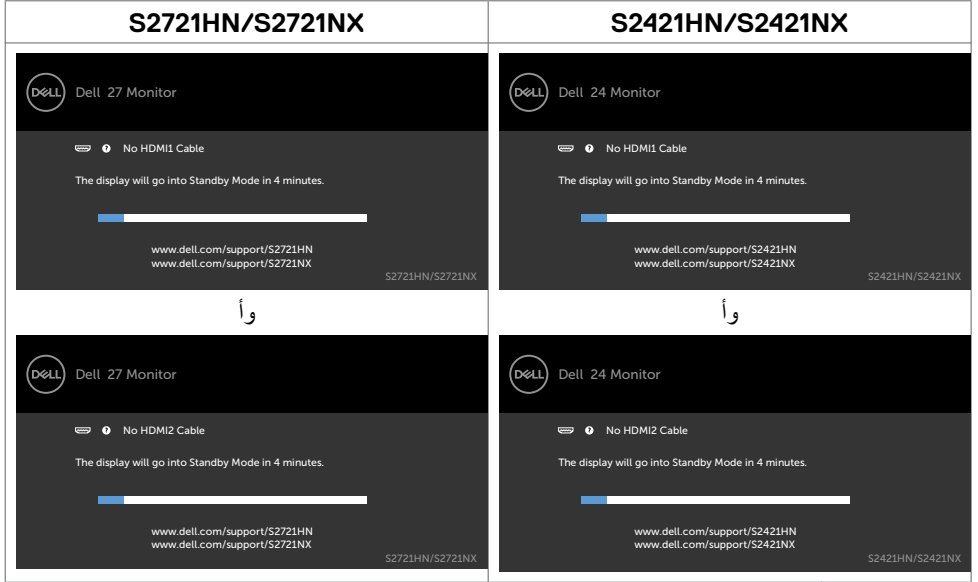 S2721HN/S2721NX
S2421HN/S2421NX
DELL Dell 27 Monitor
No HDMI1 Cable
The display will go into Standby Mode in 4 minutes.
www.dell.com/support/S2721HN
www.dell.com/support/S2721NX
S2721HN/S2721NX
DELL Dell 24 Monitor
No HDMI1 Cable
The display will go into Standby Mode in 4 minutes.
www.dell.com/support/S2421HN
www.dell.com/support/S2421NX
S2421HN/S2421NX
أو
أو
DELL Dell 27 Monitor
No HDMI2 Cable
The display will go into Standby Mode in 4 minutes.
www.dell.com/support/S2721HN
www.dell.com/support/S2721NX
S2721HN/S2721NX
DELL Dell 24 Monitor
No HDMI2 Cable
The display will go into Standby Mode in 4 minutes.
www.dell.com/support/S2421HN
www.dell.com/support/S2421NX
S2421HN/S2421NX